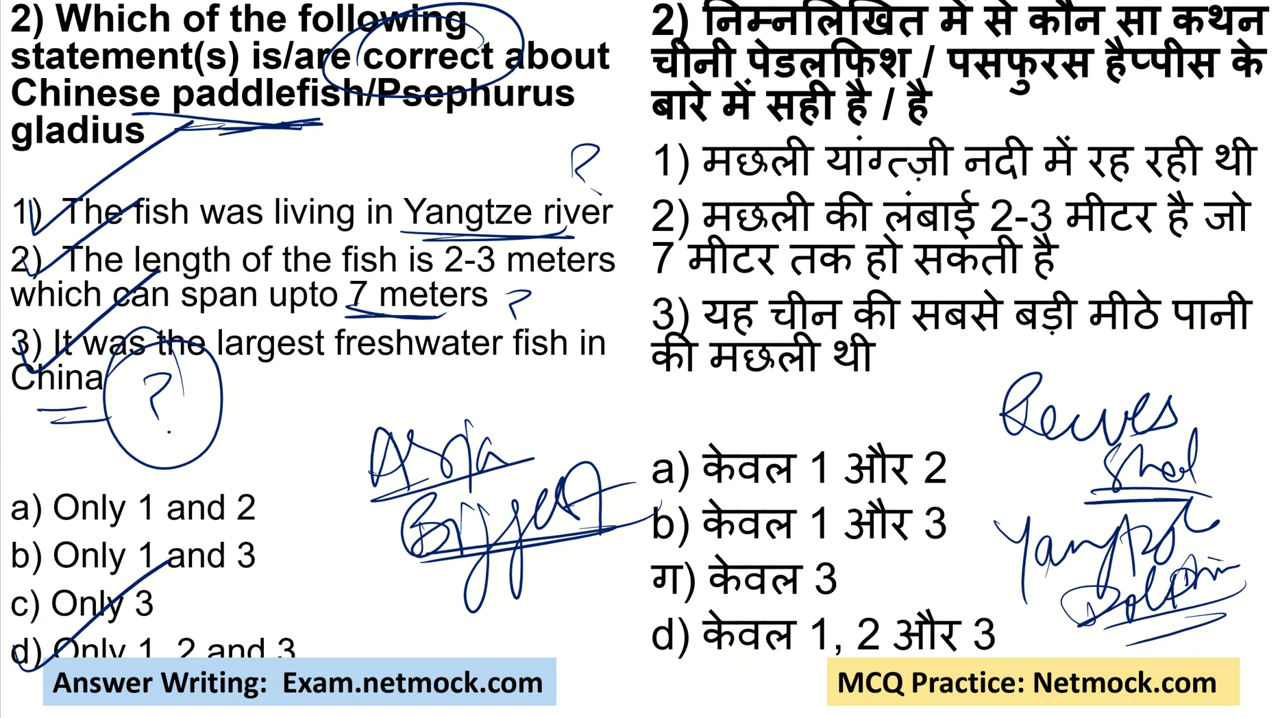 2) Which of the following
statement(s) is/are correct about
Chinese paddlefish/Psephurus
gladius
1) The fish was living in Yangtze river
2) The length of the fish is 2-3 meters
which can span upto 7 meters
3) It was the largest freshwater fish in
China
a) Only 1 and 2
b) Only 1 and 3
c) Only 3
d) Only 1, 2 and 3
?
?
?
Asia
Biggest
2) निम्नलिखित में से कौन सा कथन
चीनी पेडलफिश / पसफुरस हैप्पीस के
बारे में सही है / है
1) मछली यांग्त्ज़ी नदी में रह रही थी
2) मछली की लंबाई 2-3 मीटर है जो
7 मीटर तक हो सकती है
3) यह चीन की सबसे बड़ी मीठे पानी
की मछली थी
a) केवल 1 और 2
b) केवल 1 और 3
ग) केवल 3
d) केवल 1, 2 और 3
Reeves
Shad
Dolphin
Answer Writing: Exam.netmock.com
MCQ Practice: Netmock.com